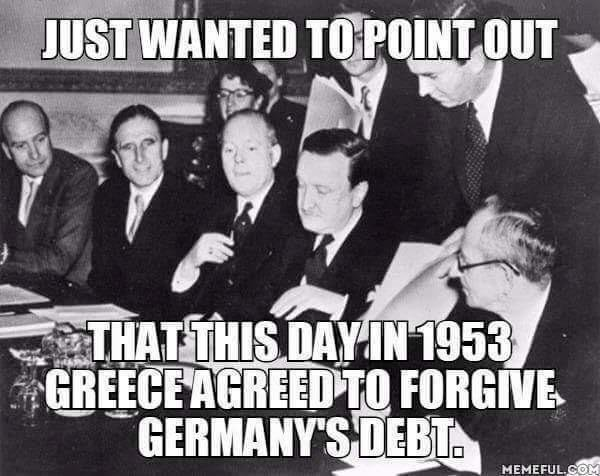 JUST WANTED TO POINT OUT
THAT THIS DAY IN 1953
GREECE AGREED TO FORGIVE
GERMANY'S DEBT.
MEMEFUL.COM